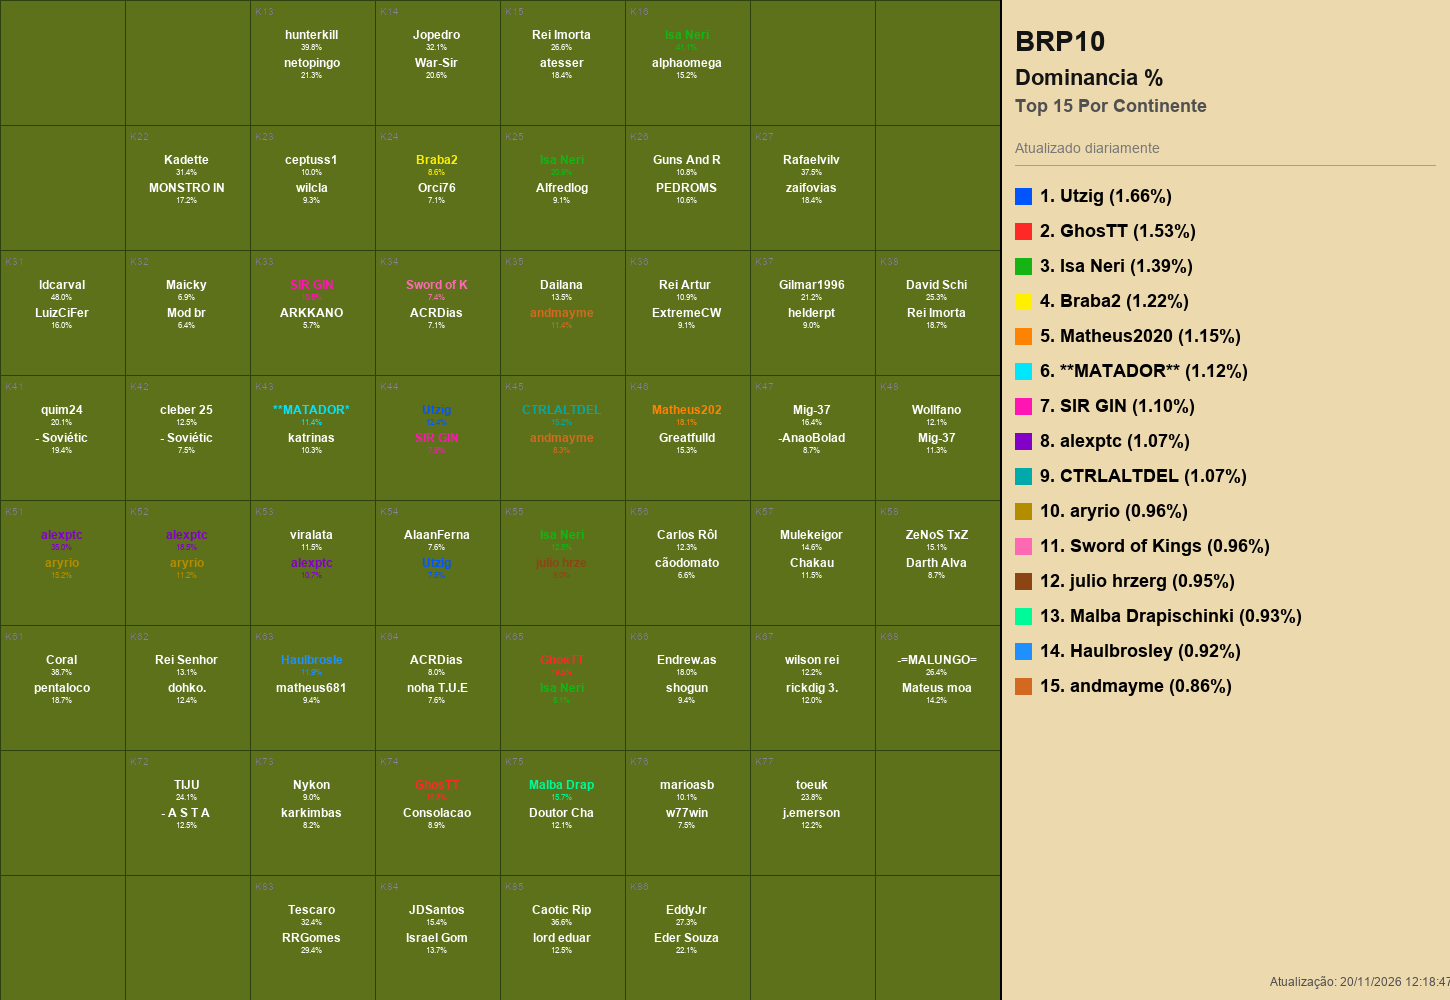 K13 K14 K15 K16
hunterkill Jopedro Rei Imorta Isa Neri
39.8% 32.1% 26.6%
netopingo War-Sir atesser alphaomega
21.3% 20.6% 18.4% 15.2%
K22 K23 K24 K25 K26 K27
Kadette ceptuss1 Braba2 Isa Neri Guns And R Rafaelvilv
31.4% 10.0% 8.6% 10.8% 37.5%
MONSTRO IN wilcla Orci76 Alfredlog PEDROMS zaifovias
17.2% 9.3% 7.1% 9.1% 10.6% 18.4%
K31 K32 K33 K34 K35 K36 K37 K38
ldcarval Maicky SIR GIN Sword of K Dailana Rei Artur Gilmar1996 David Schi
48.0% 6.9% 7.4% 13.5% 10.9% 21.2% 25.3%
LuizCiFer Mod br ARKKANO ACRDias andmayme ExtremeCW helderpt Rei Imorta
16.0% 6.4% 5.7% 7.1% 11.4% 9.1% 9.0% 18.7%
K41 K42 K43 K44 K45 K46 K47 K48
quim24 cleber 25 **MATADOR* Utzig CTRLALTDEL Matheus202 Mig-37 Wollfano
20.1% 12.5% 11.4% 12.4% 18.1% 16.4% 12.1%
- Soviétic - Soviétic katrinas SIR GIN andmayme Greatfulld -AnaoBolad Mig-37
19.4% 7.5% 10.3% 8.3% 15.3% 8.7% 11.3%
K51 K52 K53 K54 K55 K56 K57 K58
alexptc alexptc viralata AlaanFerna Isa Neri Carlos Rôl Mulekeigor ZeNoS TxZ
11.5% 7.6% 12.3% 14.6% 15.1%
aryrio aryrio alexptc Utzig julio hrze cãodomato Chakau Darth Alva
15.2% 11.2% 10.7% 6.6% 11.5% 8.7%
K61 K62 K63 K64 K65 K66 K67 K68
Coral Rei Senhor Haulbrosle ACRDias GhosTT Endrew.as wilson rei -=MALUNGO=
38.7% 13.1% 8.0% 18.0% 12.2% 26.4%
pentaloco dohko. matheus681 noha T.U.E Isa Neri shogun rickdig 3. Mateus moa
18.7% 12.4% 9.4% 7.6% 9.4% 12.0% 14.2%
K72 K73 K74 K75 K76 K77
TIJU Nykon GhosTT Malba Drap marioasb toeuk
24.1% 9.0% 15.7% 10.1% 23.8%
- A S T A karkimbas Consolacao Doutor Cha w77win j.emerson
12.5% 8.2% 8.9% 12.1% 7.5% 12.2%
K83 K84 K85 K86
Tescaro JDSantos Caotic Rip EddyJr
32.4% 15.4% 36.6% 27.3%
RRGomes Israel Gom lord eduar Eder Souza
29.4% 13.7% 12.5% 22.1%
BRP10
Dominancia %
Top 15 Por Continente
Atualizado diariamente
1. Utzig (1.66%)
2. GhosTT (1.53%)
3. Isa Neri (1.39%)
4. Braba2 (1.22%)
5. Matheus2020 (1.15%)
6. **MATADOR** (1.12%)
7. SIR GIN (1.10%)
8. alexptc (1.07%)
9. CTRLALTDEL (1.07%)
10. aryrio (0.96%)
11. Sword of Kings (0.96%)
12. julio hrzerg (0.95%)
13. Malba Drapischinki (0.93%)
14. Haulbrosley (0.92%)
15. andmayme (0.86%)
Atualização: 20/11/2026 12:18:47